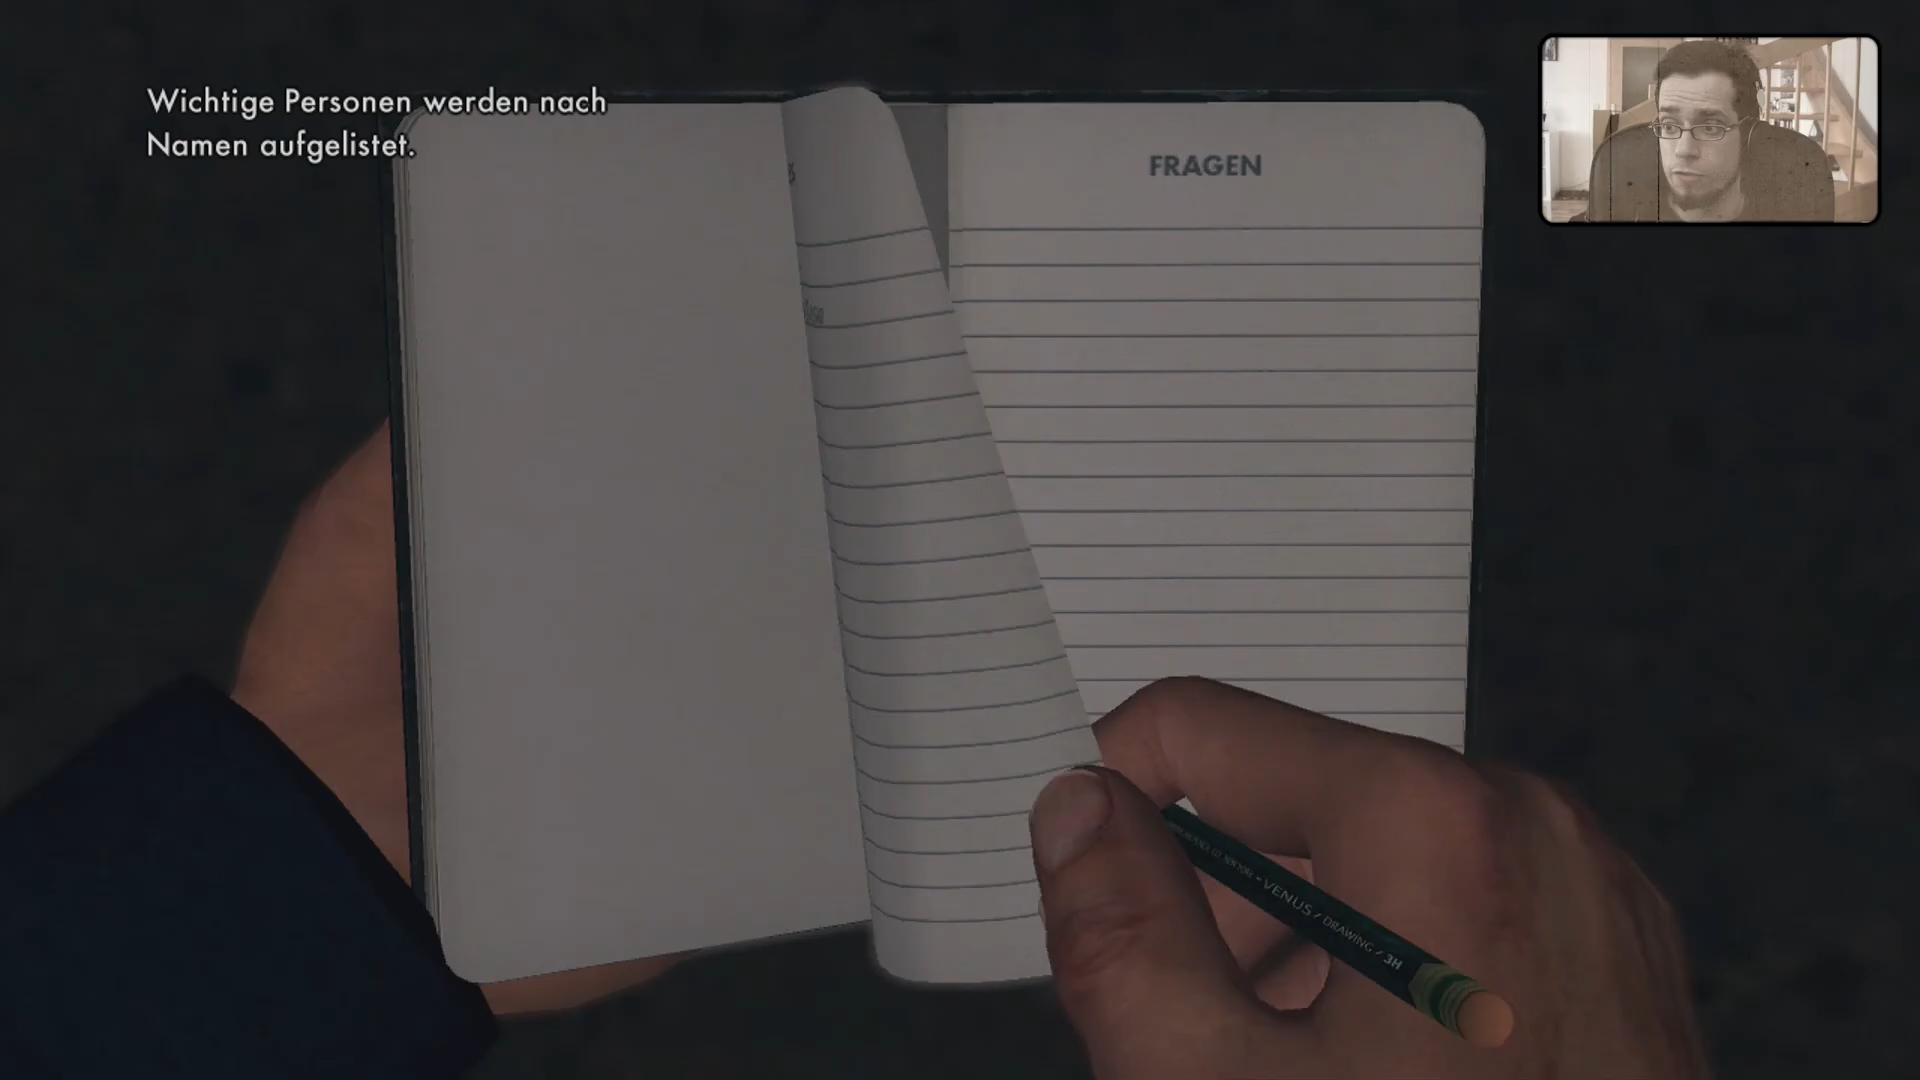 Wichtige Personen werden nach
Namen aufgelistet.
FRAGEN
VENUS / DRAWING / 3H